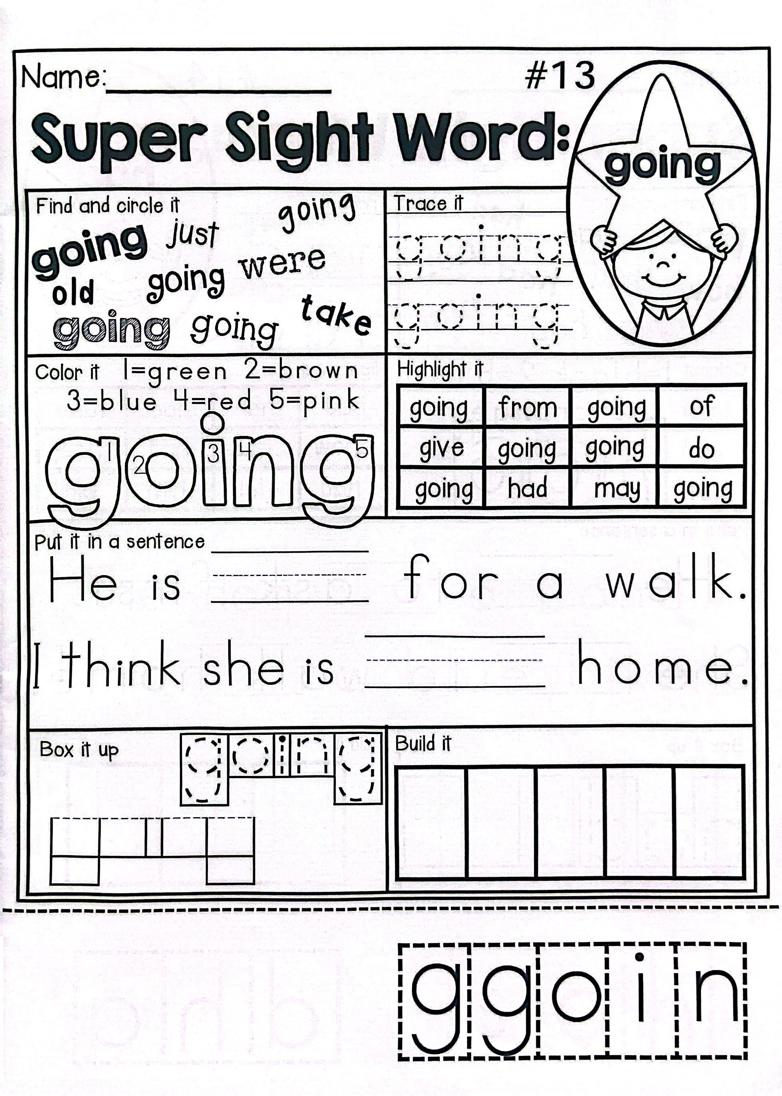 Name:
#13
Super Sight Word:
going
Find and circle it
going
going just
going were
old
take
going going
Trace it
going
going
Color it 1=green 2=brown
3=blue 4=red 5=pink
going
1 2 3 4 5
Highlight it
going from going of
give going going do
going had may going
Put it in a sentence
He is for a walk.
I think she is home.
Box it up
going
Build it
g g o i n